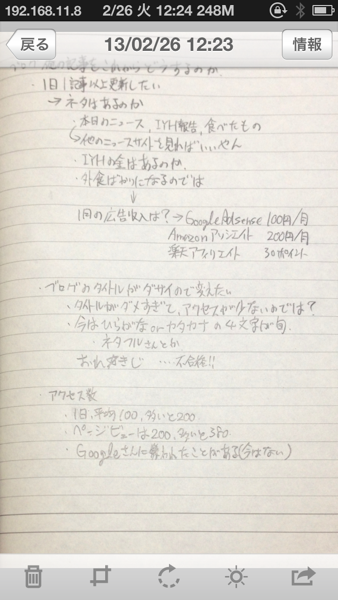 192.168.11.8 2/26 火 12:24 248M
戻る 13/02/26 12:23 情報
をこれからどうするのか
・1日1記事以上更新したい
→ネタはあるのか
・本日のニュース、IYH報告、食べたもの
→他のニュースサイトを見ればいいやん
・IYHの金はあるのか、
・外食ばかりになるのでは
↓
1回の広告収入は?→Google Adsense 100円/月
Amazonアソシエイト 200円/月
楽天アフィリエイト 30ポイント
・ブログのタイトルがダサイので変えたい
・タイトルがダメすぎて、アクセスが少ないのでは?
・今はひらがなorカタカナの4文字が旬
・ネタフルさんとか
・・・・不合格!!
・アクセス数
・1日、平均100、多いと200
・ページビューは200、多いと350
・Googleさんに嫌われたことがある(今はない)